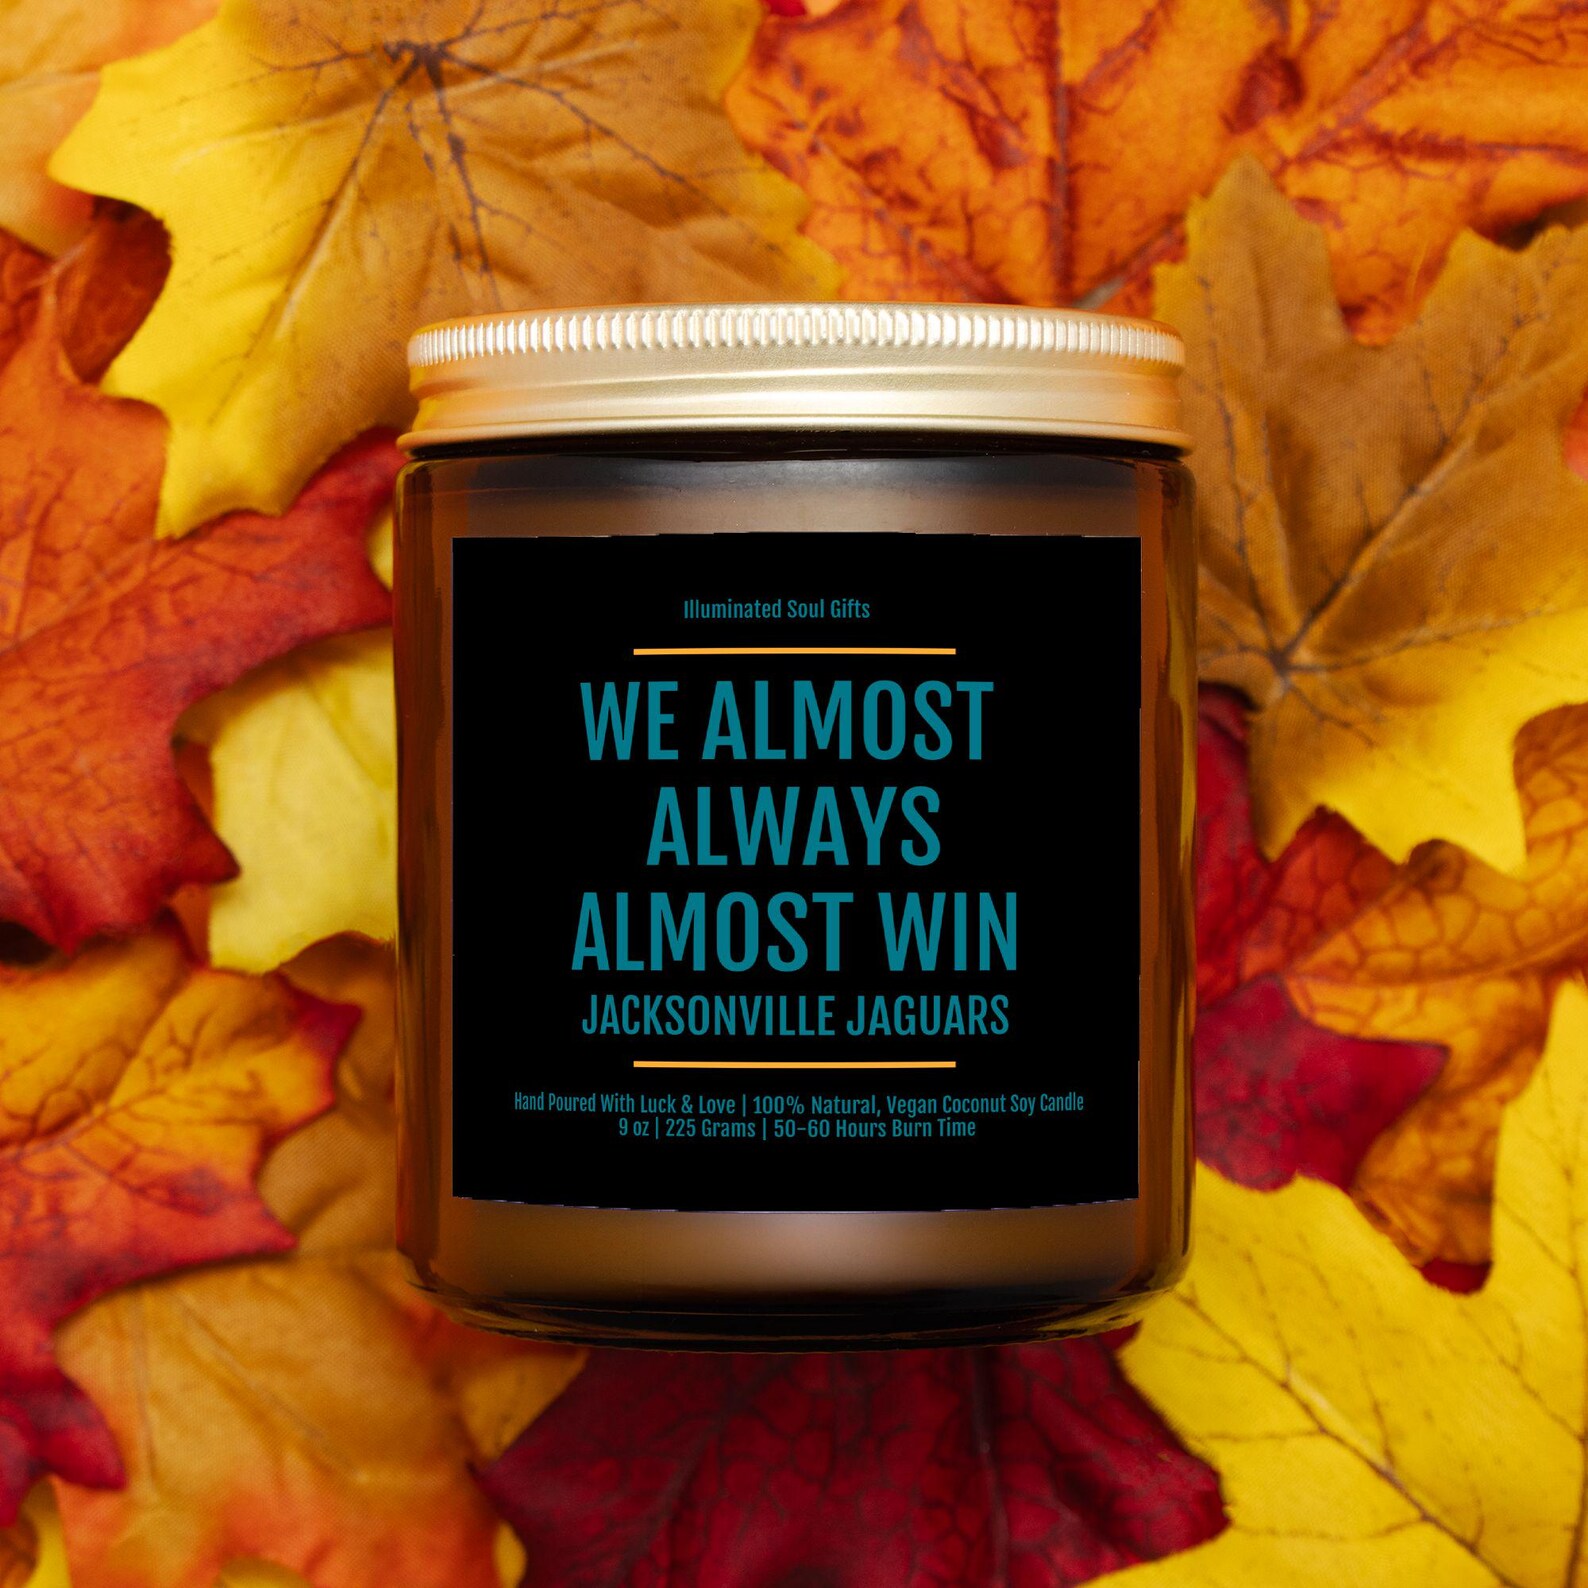 Illuminated Soul Gifts
WE ALMOST
ALWAYS
ALMOST WIN
JACKSONVILLE JAGUARS
Hand Poured With Luck & Love | 100% Natural, Vegan Coconut Soy Candle
9 oz | 225 Grams | 50-60 Hours Burn Time